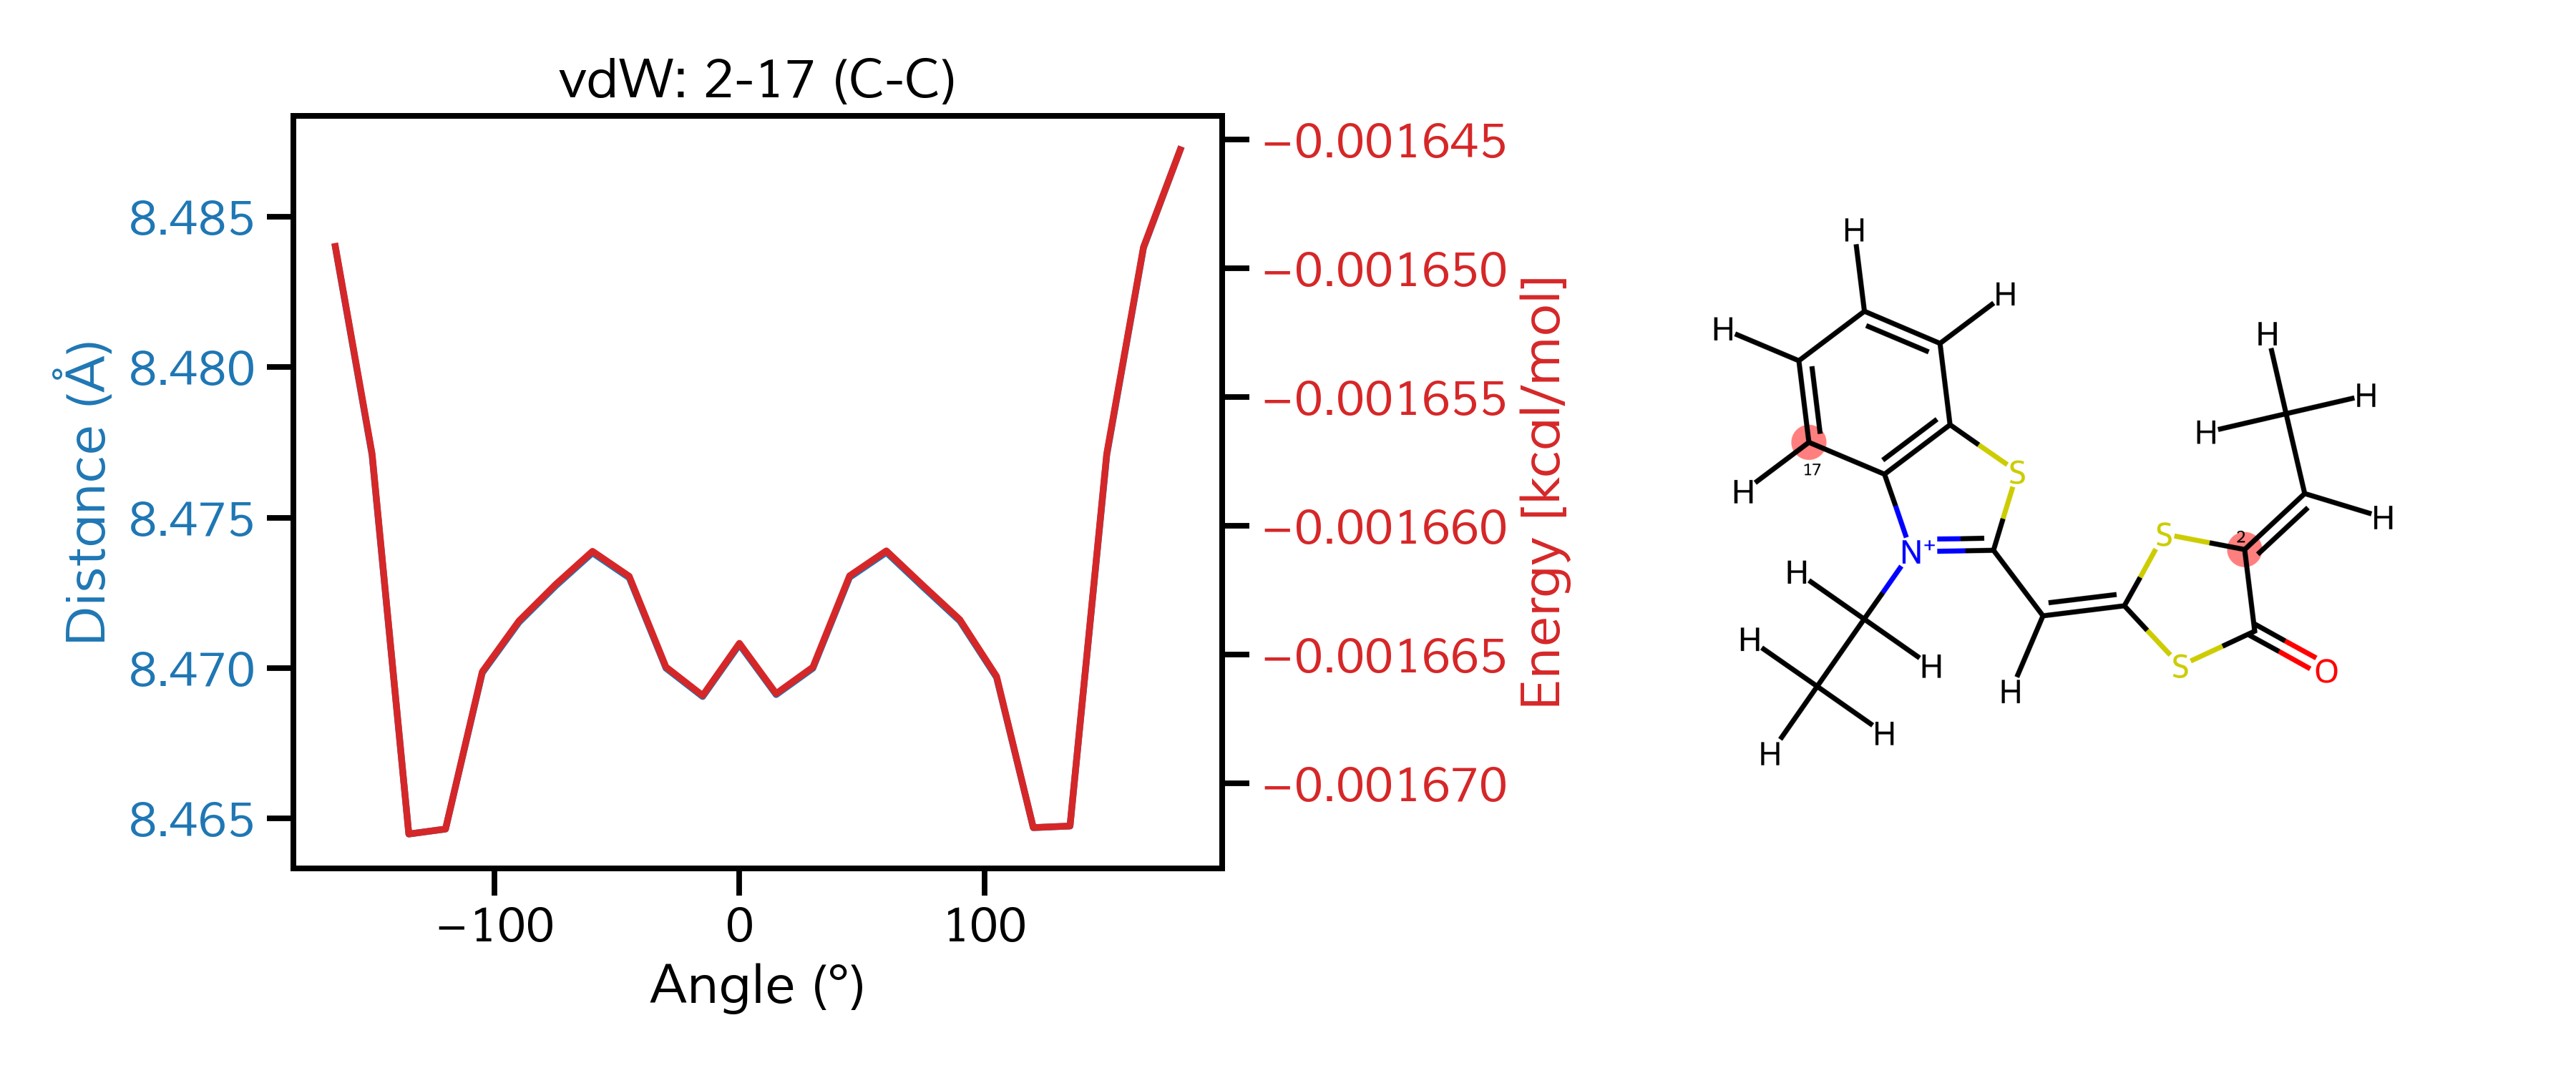 vdW: 2-17 (C-C)
Distance (Å)
8.485
8.480
8.475
8.470
8.465
−100
0
100
Angle (°)
−0.001645
−0.001650
−0.001655
−0.001660
−0.001665
−0.001670
Energy [kcal/mol]
H
H
H
H
H
H
H
17
S
H
H
S
2
N+
H
H
H
H
S
O
H
H